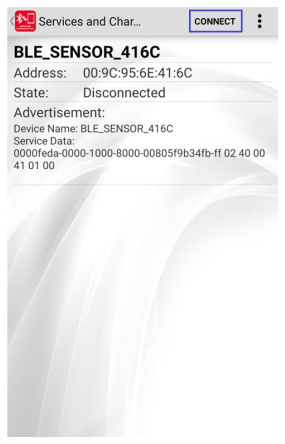 Services and Char...
CONNECT
BLE_SENSOR_416C
Address: 00:9C:95:6E:41:6C
State: Disconnected
Advertisement:
Device Name: BLE_SENSOR_416C
Service Data:
0000feda-0000-1000-8000-00805f9b34fb-ff 02 40 00
41 01 00